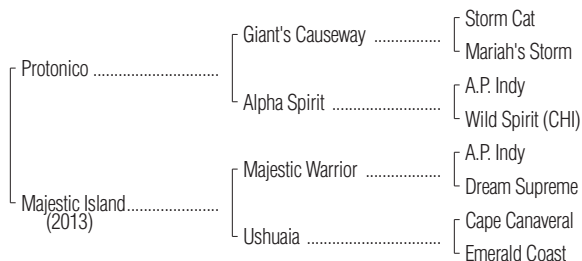 Storm Cat
Giant's Causeway ..................
Mariah's Storm
Protonico ............................
A.P. Indy
Alpha Spirit ........................
Wild Spirit (CHI)
A.P. Indy
Majestic Warrior .................
Dream Supreme
Majestic Island.....................
(2013)
Cape Canaveral
Ushuaia ..............................
Emerald Coast